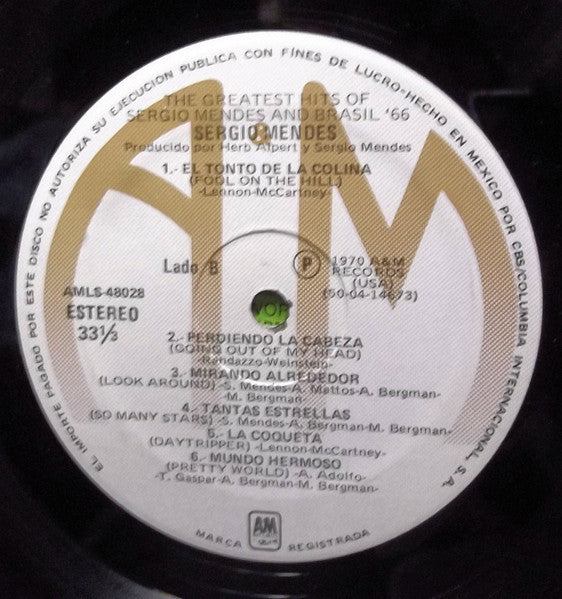 EL IMPORTE PAGADO POR ESTE DISCO NO AUTORIZA SU EJECUCION PUBLICA CON FINES DE LUCRO-HECHO EN MEXICO POR CBS/COLUMBIA INTERNACIONAL, S.A.
THE GREATEST HITS OF
SERGIO MENDES AND BRASIL '66
SERGIO MENDES
Producido por Herb Alpert y Sergio Mendes
1.- EL TONTO DE LA COLINA
(FOOL ON THE HILL)
-Lennon-McCartney-
Lado B
P
1970 A&M
RECORDS
(USA)
(50-04-14673)
AMLS-48028
ESTEREO
33⅓
2.- PERDIENDO LA CABEZA
(GOING OUT OF MY HEAD)
-Randazzo-Weinstein-
3.- MIRANDO ALREDEDOR
(LOOK AROUND) -S. Mendes-A. Mattos-A. Bergman-
-M. Bergman-
4.- TANTAS ESTRELLAS
(SO MANY STARS) -S. Mendes-A. Bergman-M. Bergman-
5.- LA COQUETA
(DAYTRIPPER) -Lennon-McCartney-
6.- MUNDO HERMOSO
(PRETTY WORLD) -A. Adolfo-
-T. Gaspar-A. Bergman-M. Bergman-
AM
MARCA REGISTRADA